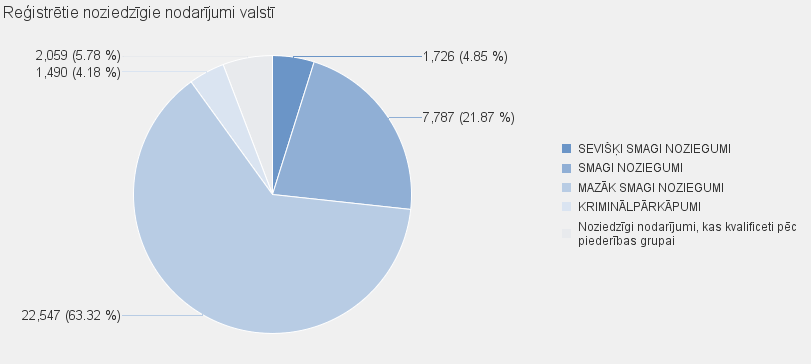 Reģistrētie noziedzīgie nodarījumi valstī
2,059 (5.78 %)
1,726 (4.85 %)
1,490 (4.18 %)
7,787 (21.87 %)
22,547 (63.32 %)
SEVIŠĶI SMAGI NOZIEGUMI
SMAGI NOZIEGUMI
MAZĀK SMAGI NOZIEGUMI
KRIMINĀLPĀRKĀPUMI
Noziedzīgi nodarījumi, kas kvalificeti pēc
piederības grupai